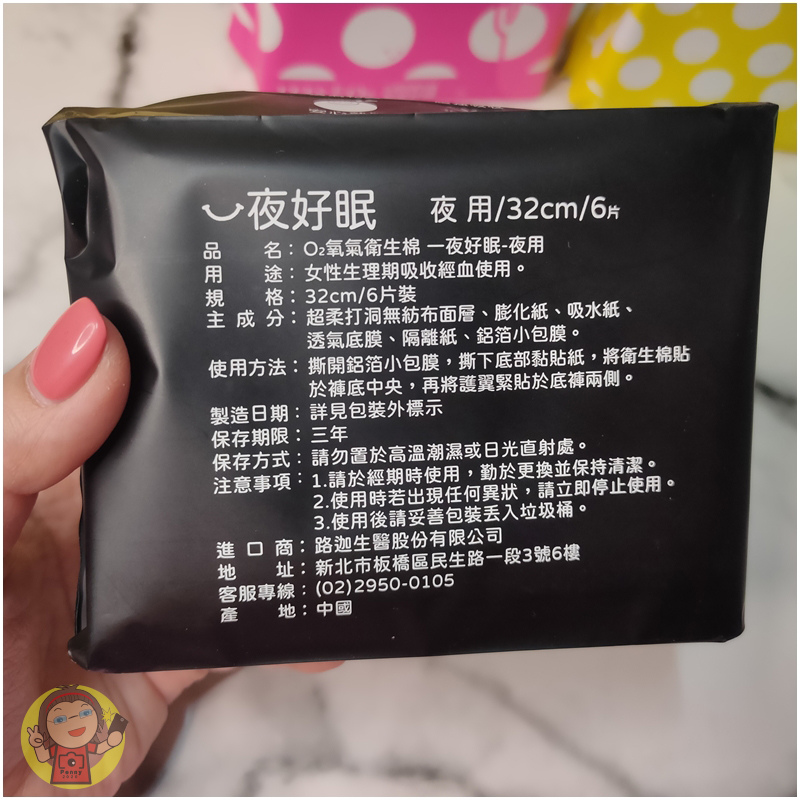 一夜好眠 夜用/32cm/6片
品名：O₂氧氣衛生棉 一夜好眠-夜用
用途：女性生理期吸收經血使用。
規格：32cm/6片裝
主成分：超柔打洞無紡布面層、膨化紙、吸水紙、
透氣底膜、隔離紙、鋁箔小包膜。
使用方法：撕開鋁箔小包膜，撕下底部黏貼紙，將衛生棉貼
於褲底中央，再將護翼緊貼於底褲兩側。
製造日期：詳見包裝外標示
保存期限：三年
保存方式：請勿置於高溫潮濕或日光直射處。
注意事項：1.請於經期時使用，勤於更換並保持清潔。
2.使用時若出現任何異狀，請立即停止使用。
3.使用後請妥善包裝丟入垃圾桶。
進口商：路迦生醫股份有限公司
地址：新北市板橋區民生路一段3號6樓
客服專線：(02)2950-0105
產地：中國